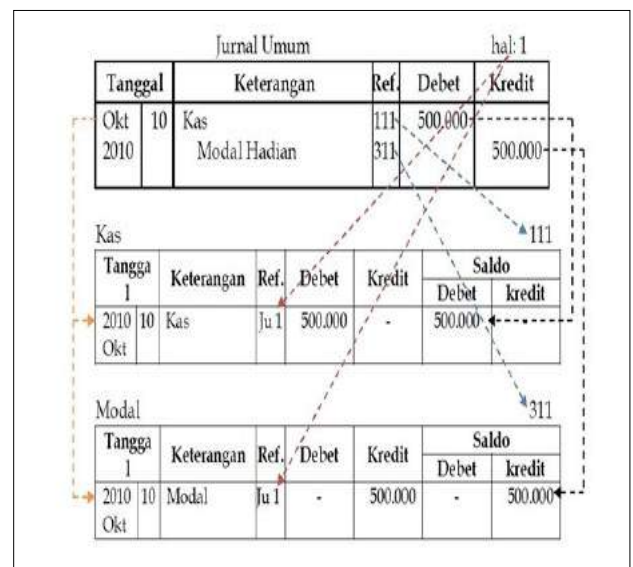 Jurnal Umum hal: 1
Tanggal Keterangan Ref. Debet Kredit
Okt 10 Kas 111 500.000
2010 Modal Hadian 311 500.000
Kas 111
Tangga Keterangan Ref. Debet Kredit Saldo
l Debet kredit
2010 10 Kas Ju 1 500.000 - 500.000 -
Okt
Modal 311
Tangga Keterangan Ref. Debet Kredit Saldo
l Debet kredit
2010 10 Modal Ju 1 - 500.000 - 500.000
Okt